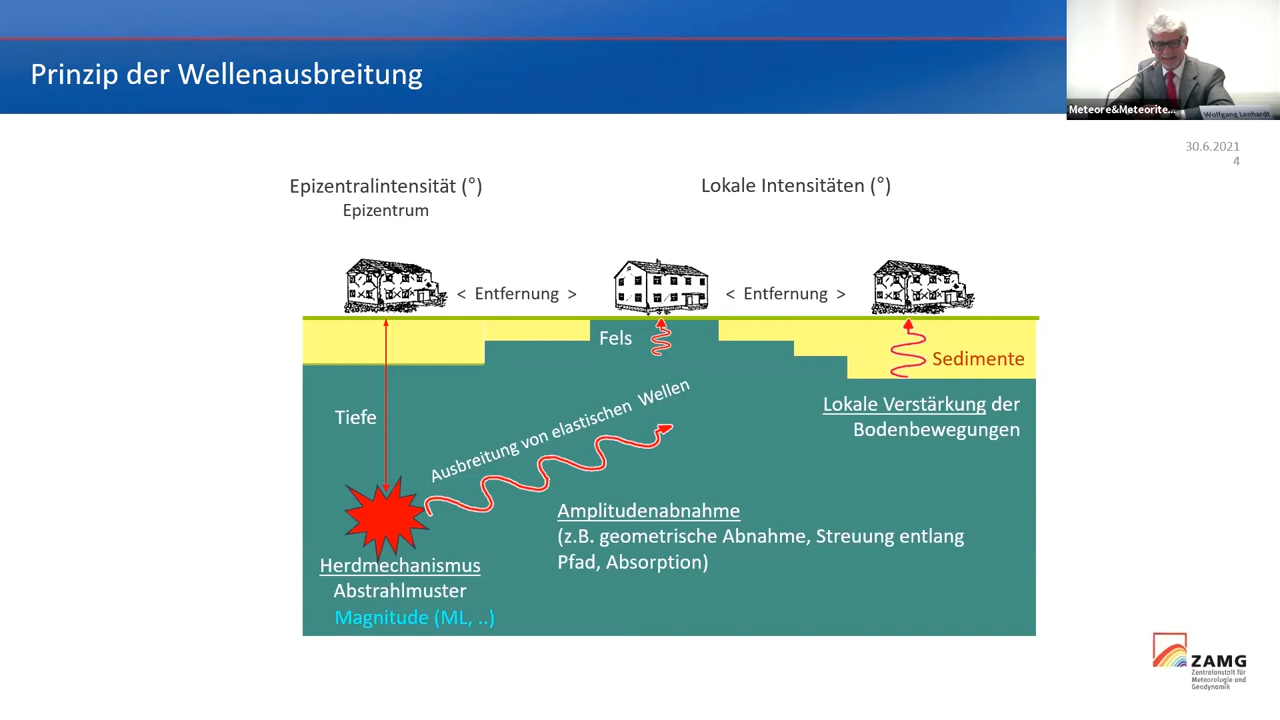 Prinzip der Wellenausbreitung
Meteore&Meteorite...
Wolfgang Lenhardt
30.6.2021
4
Epizentralintensität (°)
Epizentrum
Lokale Intensitäten (°)
< Entfernung >
< Entfernung >
Fels
Sedimente
Tiefe
Ausbreitung von elastischen Wellen
Lokale Verstärkung der
Bodenbewegungen
Amplitudenabnahme
(z.B. geometrische Abnahme, Streuung entlang
Pfad, Absorption)
Herdmechanismus
Abstrahlmuster
Magnitude (ML, ..)
ZAMG
Zentralanstalt für
Meteorologie und
Geodynamik